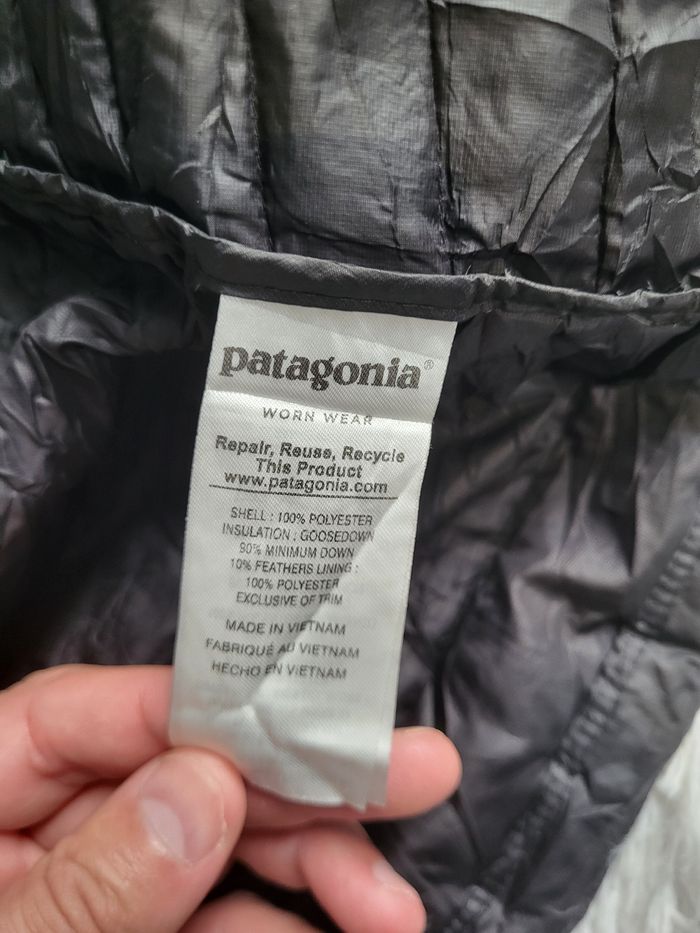 patagonia®
WORN WEAR
Repair, Reuse, Recycle
This Product
www.patagonia.com
SHELL : 100% POLYESTER
INSULATION : GOOSEDOWN
90% MINIMUM DOWN
10% FEATHERS LINING :
100% POLYESTER
EXCLUSIVE OF TRIM
MADE IN VIETNAM
FABRIQUÉ AU VIETNAM
HECHO EN VIETNAM